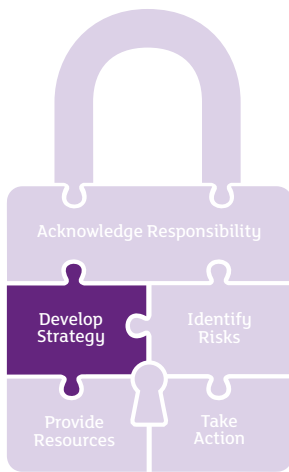 Acknowledge Responsibility
Develop
Strategy
Identify
Risks
Provide
Resources
Take
Action